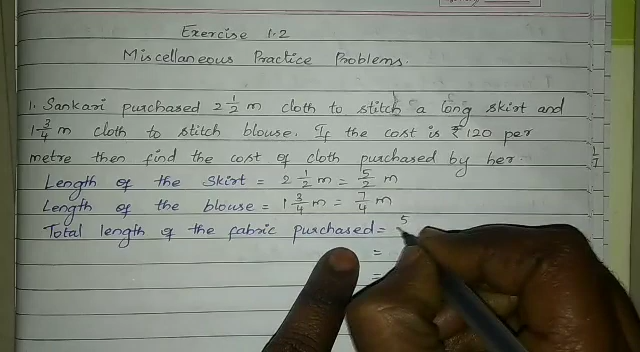 Exercise 1.2
Miscellaneous Practice Problems.
1. Sankari purchased 2 1/2 m cloth to stitch a long skirt and
1 3/4 m cloth to stitch blouse. If the cost is ₹ 120 per
metre then find the cost of cloth purchased by her.
Length of the skirt = 2 1/2 m = 5/2 m
Length of the blouse = 1 3/4 m = 7/4 m
Total length of the fabric purchased = 5
=
=